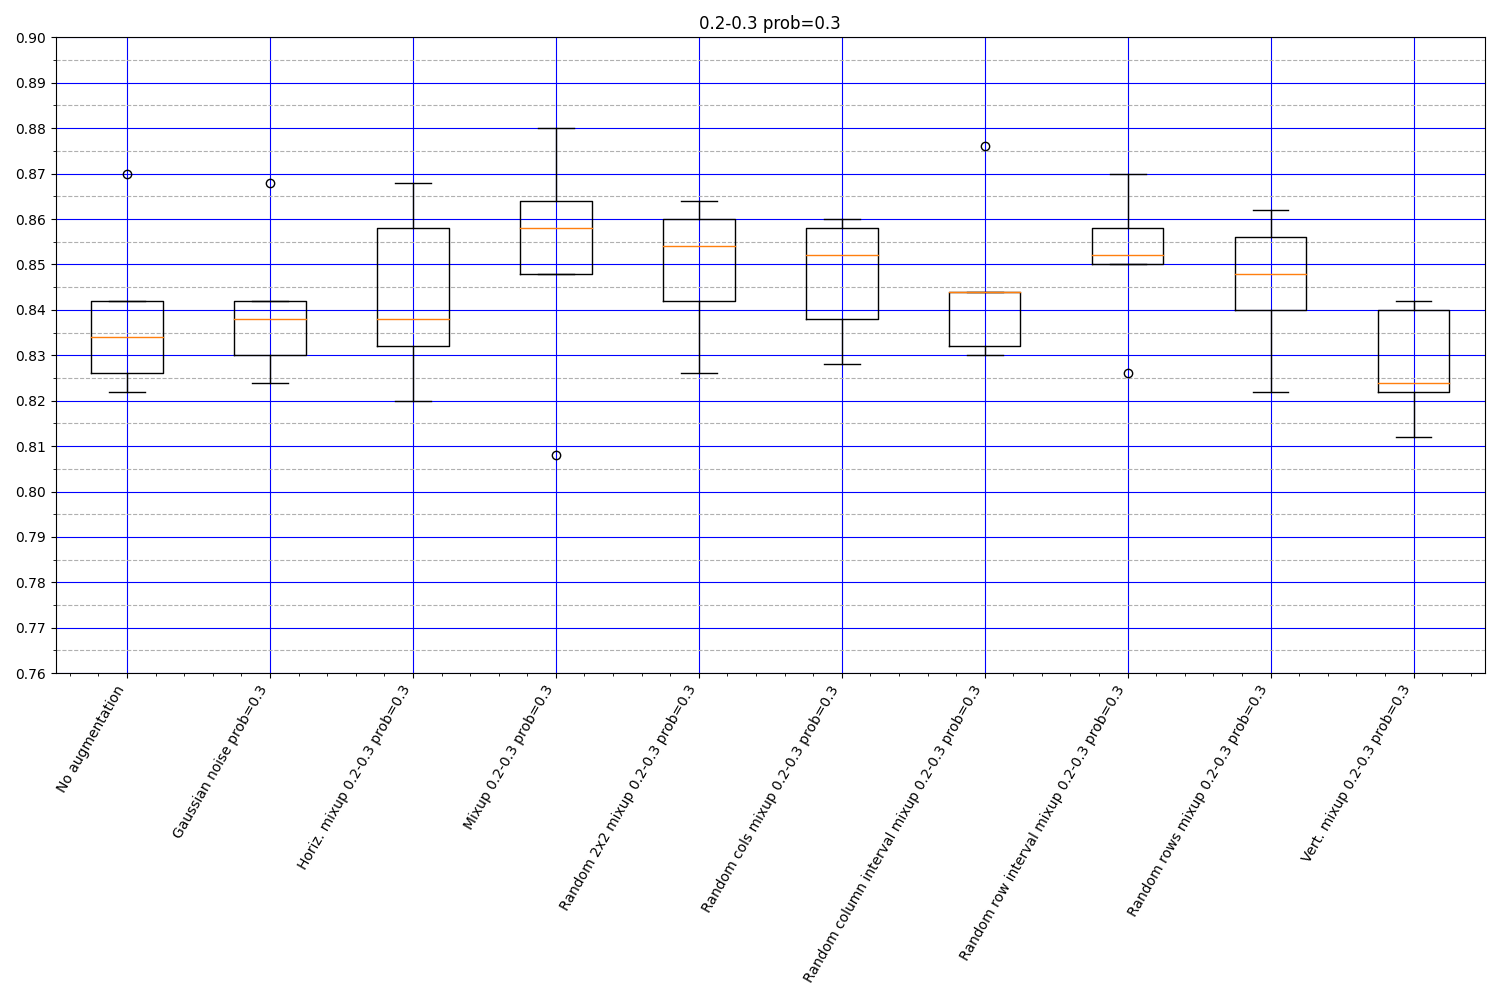 0.2-0.3 prob=0.3
0.90
0.89
0.88
0.87
0.86
0.85
0.84
0.83
0.82
0.81
0.80
0.79
0.78
0.77
0.76
No augmentation
Gaussian noise prob=0.3
Horiz. mixup 0.2-0.3 prob=0.3
Mixup 0.2-0.3 prob=0.3
Random 2x2 mixup 0.2-0.3 prob=0.3
Random cols mixup 0.2-0.3 prob=0.3
Random column interval mixup 0.2-0.3 prob=0.3
Random row interval mixup 0.2-0.3 prob=0.3
Random rows mixup 0.2-0.3 prob=0.3
Vert. mixup 0.2-0.3 prob=0.3